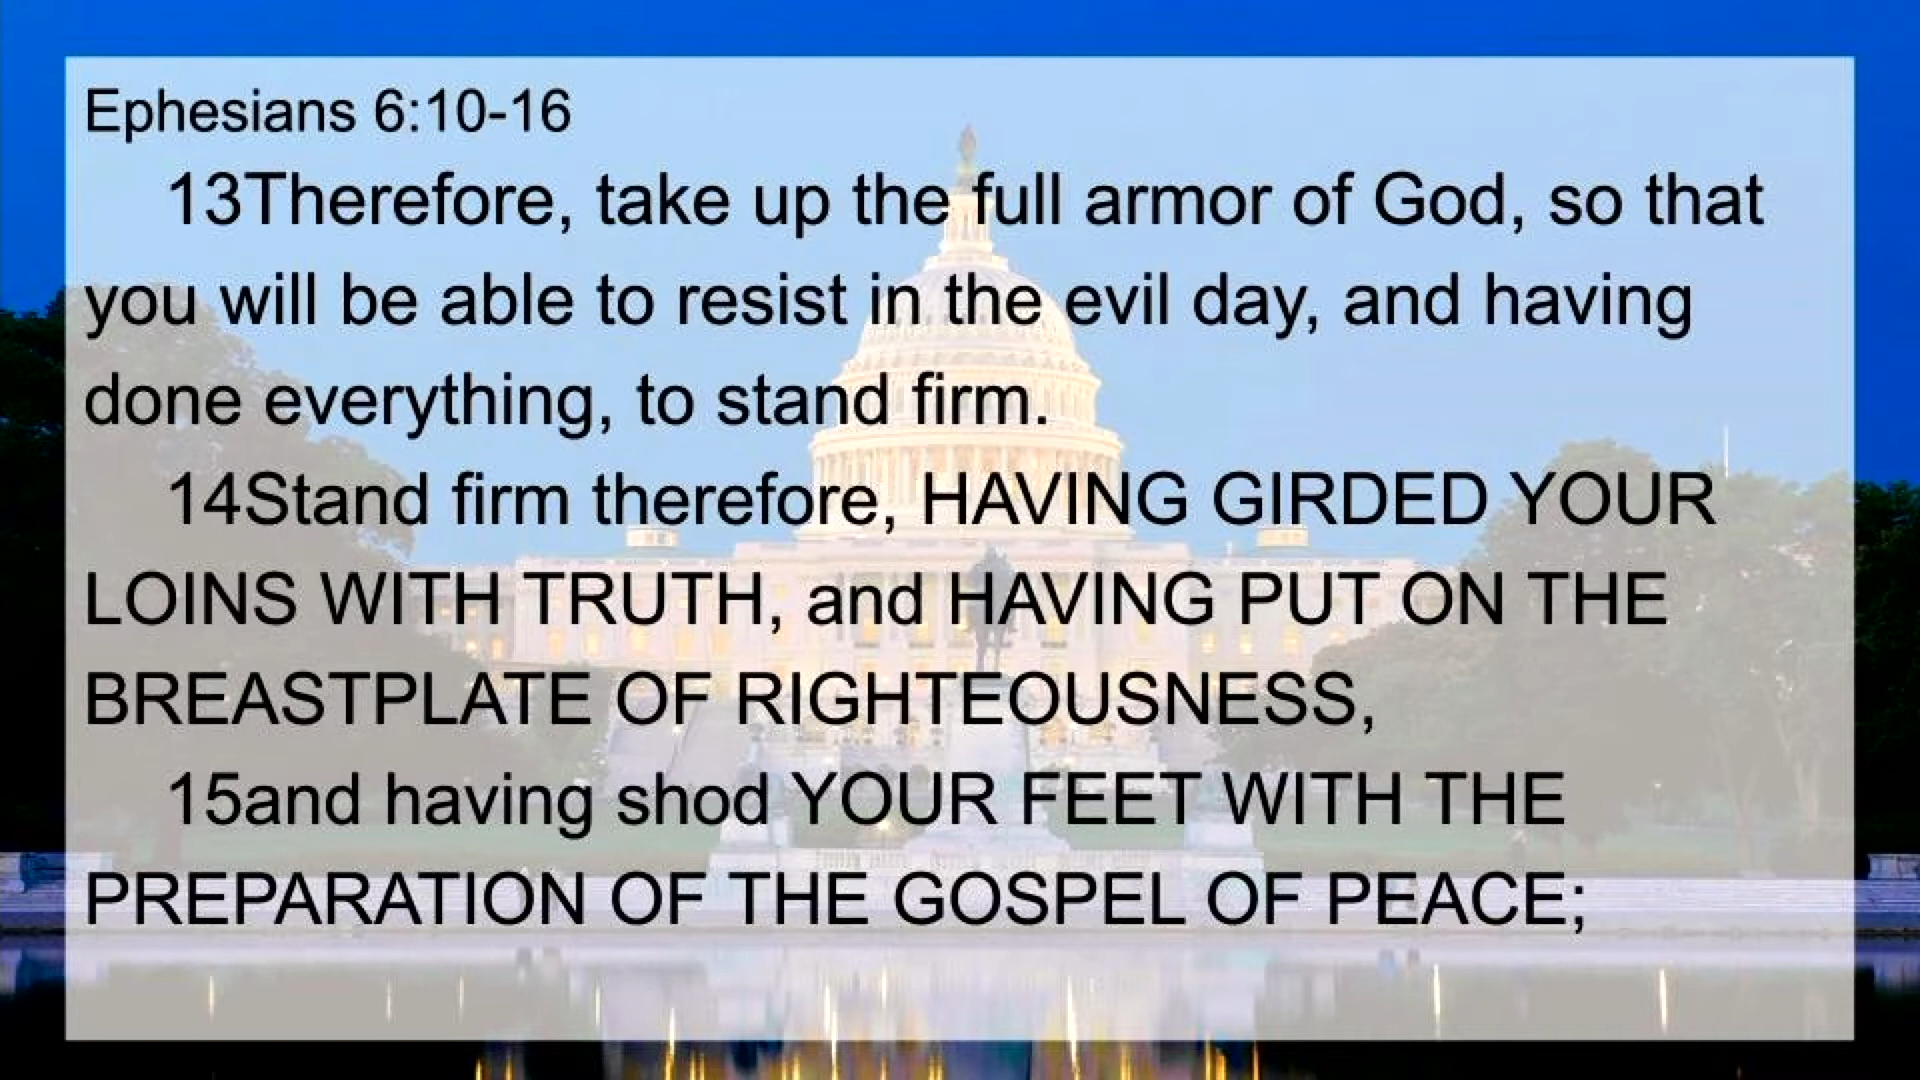 Ephesians 6:10-16
13Therefore, take up the full armor of God, so that
you will be able to resist in the evil day, and having
done everything, to stand firm.
14Stand firm therefore, HAVING GIRDED YOUR
LOINS WITH TRUTH, and HAVING PUT ON THE
BREASTPLATE OF RIGHTEOUSNESS,
15and having shod YOUR FEET WITH THE
PREPARATION OF THE GOSPEL OF PEACE;